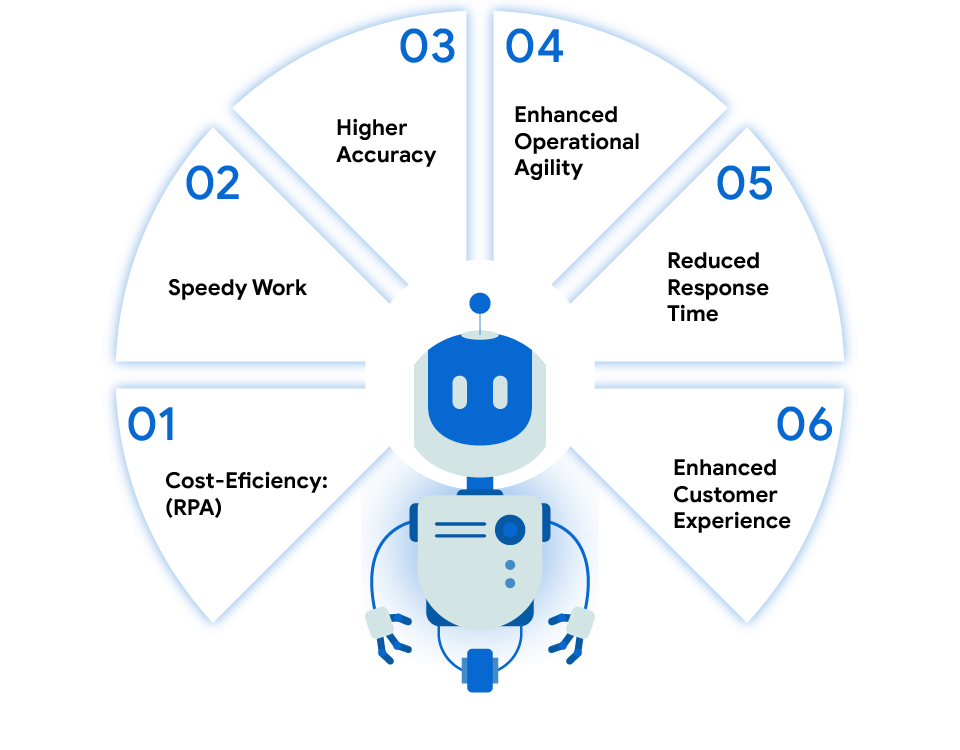 01
Cost-Eficiency:
(RPA)
02
Speedy Work
03
Higher
Accuracy
04
Enhanced
Operational
Agility
05
Reduced
Response
Time
06
Enhanced
Customer
Experience